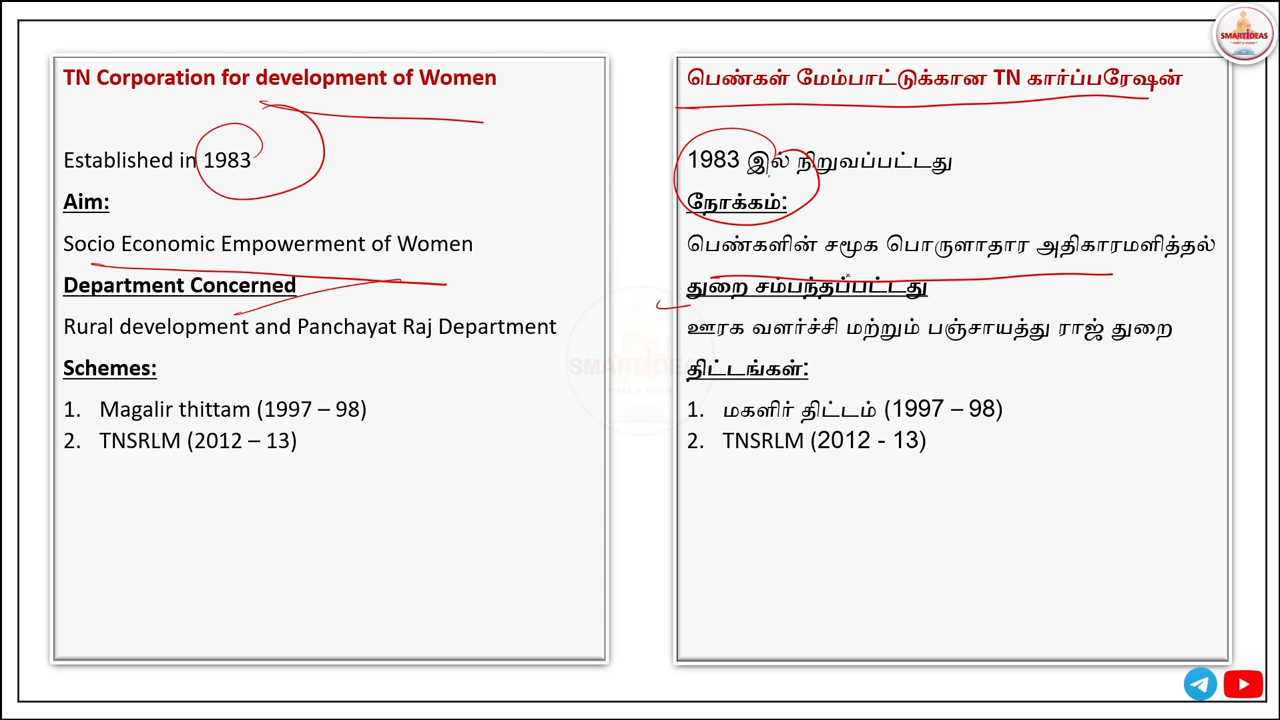 SMARTIDEAS
TN Corporation for development of Women
Established in 1983
Aim:
Socio Economic Empowerment of Women
Department Concerned
Rural development and Panchayat Raj Department
Schemes:
1. Magalir thittam (1997 – 98)
2. TNSRLM (2012 – 13)
பெண்கள் மேம்பாட்டுக்கான TN கார்ப்பரேஷன்
1983 இல் நிறுவப்பட்டது
நோக்கம்:
பெண்களின் சமூக பொருளாதார அதிகாரமளித்தல்
துறை சம்பந்தப்பட்டது
ஊரக வளர்ச்சி மற்றும் பஞ்சாயத்து ராஜ் துறை
திட்டங்கள்:
1. மகளிர் திட்டம் (1997 – 98)
2. TNSRLM (2012 - 13)
SMARTIDEAS